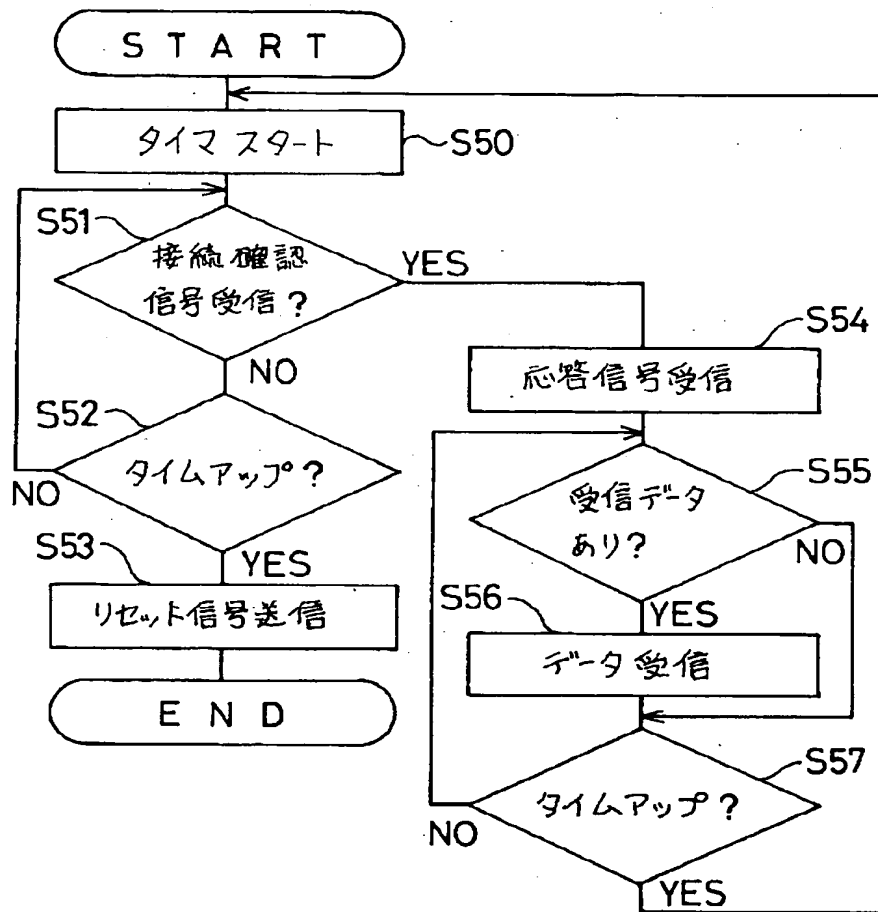 START
タイマスタート
S50
S51
接続確認
信号受信?
YES
NO
S52
タイムアップ?
NO
YES
S53
リセット信号送信
END
S54
応答信号受信
S55
受信データ
あり?
NO
YES
S56
データ受信
S57
タイムアップ?
NO
YES